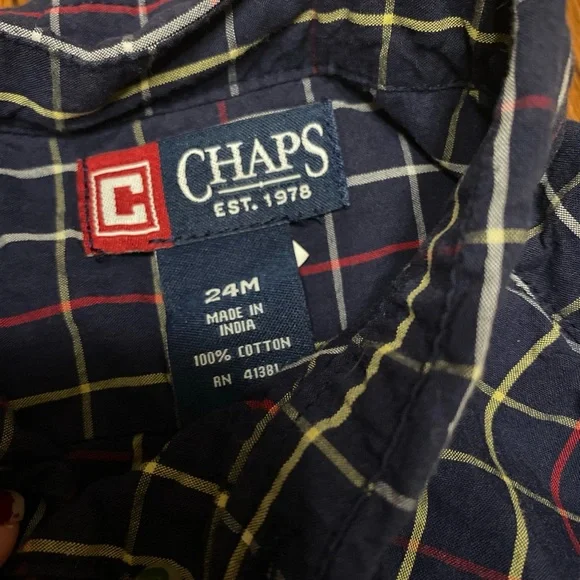 C
CHAPS
EST. 1978
24M
MADE IN
INDIA
100% COTTON
RN 41381